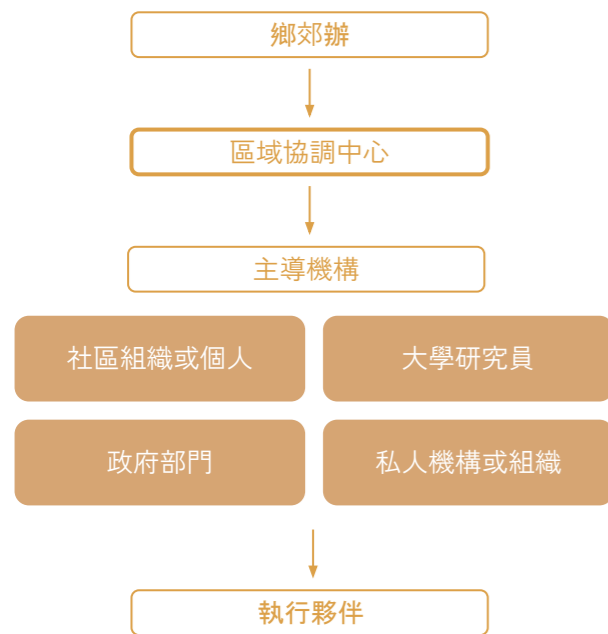 鄉郊辦
區域協調中心
主導機構
社區組織或個人
大學研究員
政府部門
私人機構或組織
執行夥伴